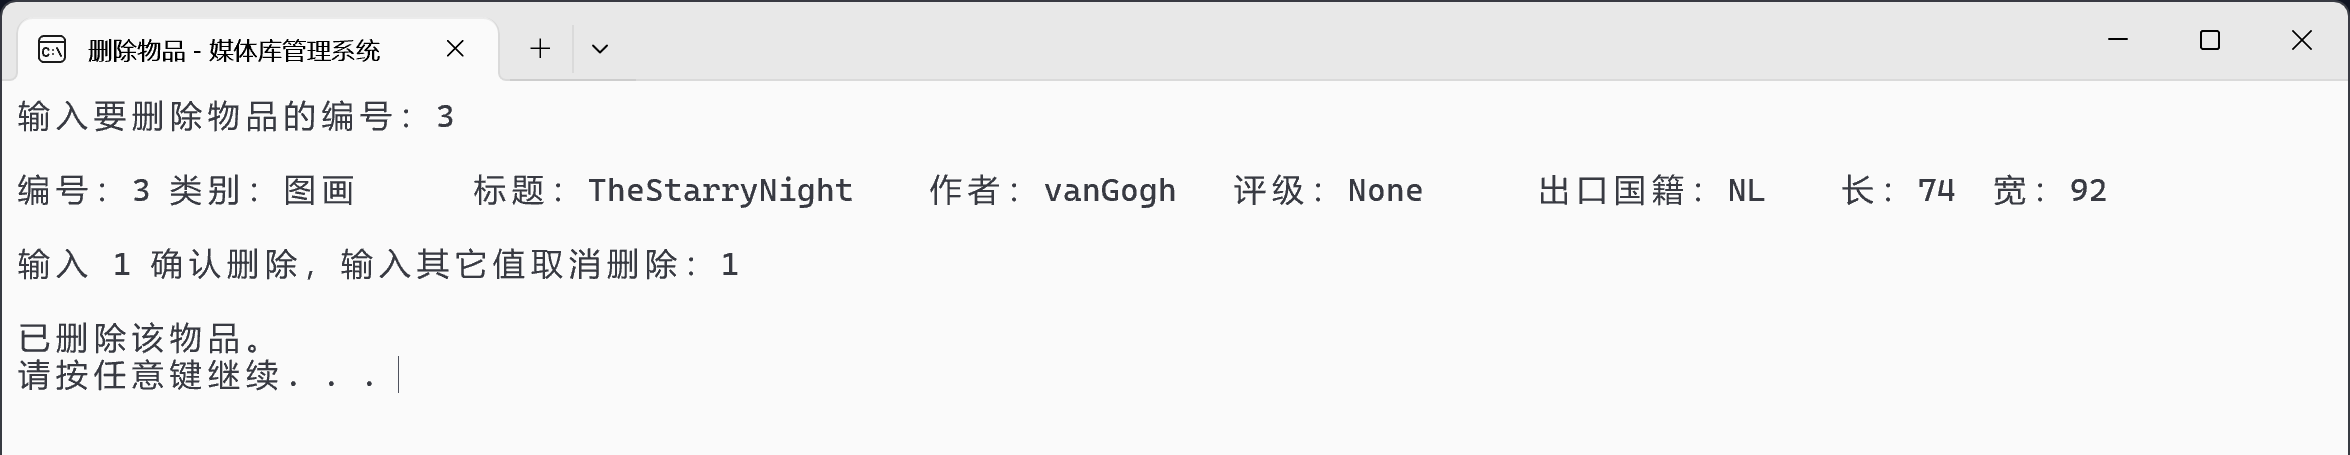 删除物品 - 媒体库管理系统
输入要删除物品的编号：3
编号：3 类别：图画 标题：TheStarryNight 作者：vanGogh 评级：None 出口国籍：NL 长：74 宽：92
输入 1 确认删除，输入其它值取消删除：1
已删除该物品。
请按任意键继续. . .